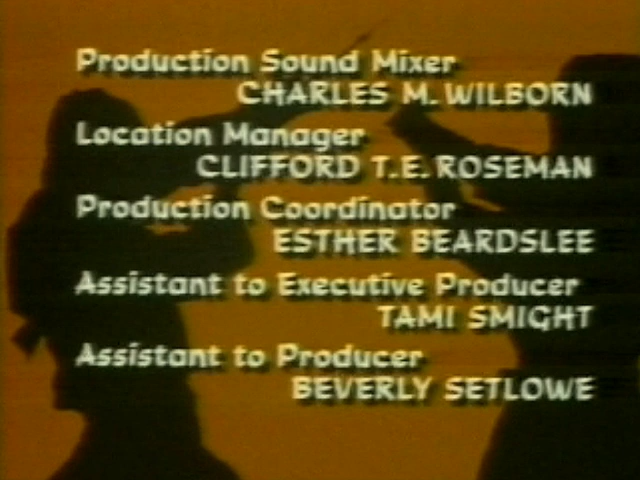 Production Sound Mixer
CHARLES M. WILBORN
Location Manager
CLIFFORD T.E. ROSEMAN
Production Coordinator
ESTHER BEARDSLEE
Assistant to Executive Producer
TAMI SMIGHT
Assistant to Producer
BEVERLY SETLOWE